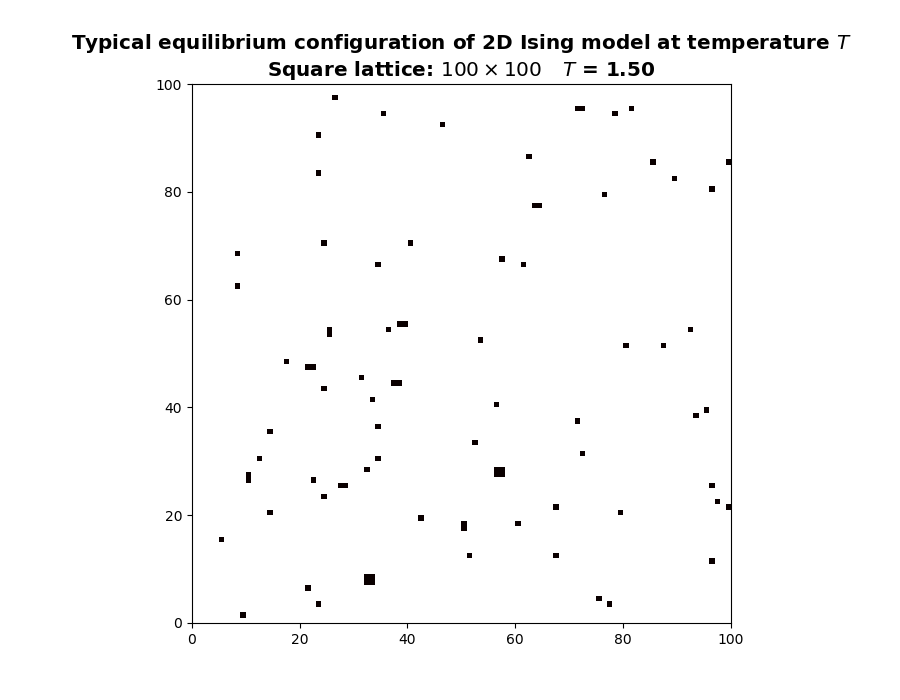 Typical equilibrium configuration of 2D Ising model at temperature T
Square lattice: 100 × 100 T = 1.50
100
80
60
40
20
0
0 20 40 60 80 100